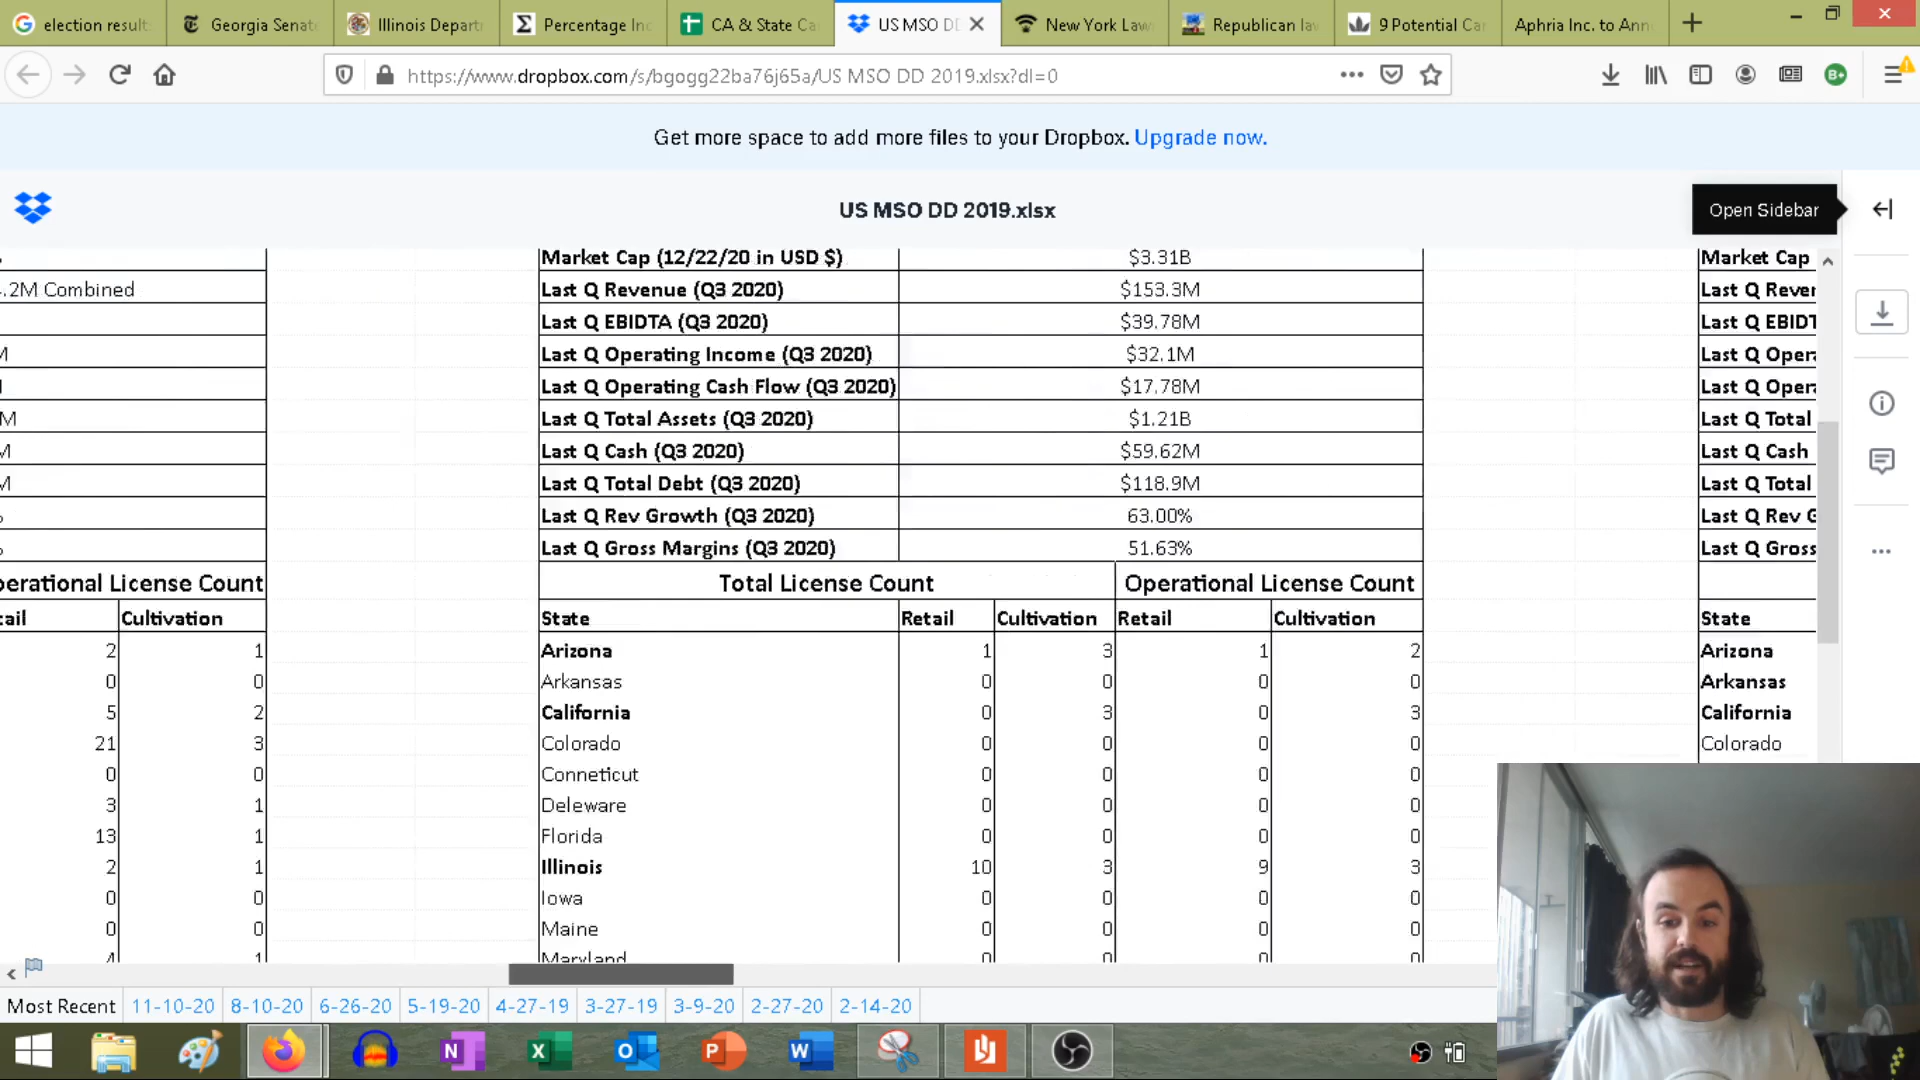 election result
Georgia Senat
Illinois Depart
Percentage Inc
CA & State Ca
US MSO DD
New York Law
Republican la
9 Potential Ca
Aphria Inc. to Ann
https://www.dropbox.com/s/bgogg22ba76j65a/US MSO DD 2019.xlsx?dl=0
Get more space to add more files to your Dropbox. Upgrade now.
US MSO DD 2019.xlsx
Open Sidebar
Market Cap (12/22/20 in USD $) $3.31B Market Cap
.2M Combined Last Q Revenue (Q3 2020) $153.3M Last Q Rever
Last Q EBIDTA (Q3 2020) $39.78M Last Q EBIDT
M Last Q Operating Income (Q3 2020) $32.1M Last Q Opera
Last Q Operating Cash Flow (Q3 2020) $17.78M Last Q Opera
M Last Q Total Assets (Q3 2020) $1.21B Last Q Total
M Last Q Cash (Q3 2020) $59.62M Last Q Cash
M Last Q Total Debt (Q3 2020) $118.9M Last Q Total
Last Q Rev Growth (Q3 2020) 63.00% Last Q Rev G
Last Q Gross Margins (Q3 2020) 51.63% Last Q Gross
perational License Count Total License Count Operational License Count
tail Cultivation State Retail Cultivation Retail Cultivation State
2 1 Arizona 1 3 1 2 Arizona
0 0 Arkansas 0 0 0 0 Arkansas
5 2 California 0 3 0 3 California
21 3 Colorado 0 0 0 0 Colorado
0 0 Conneticut 0 0 0 0
3 1 Deleware 0 0 0 0
13 1 Florida 0 0 0 0
2 1 Illinois 10 3 9 3
0 0 Iowa 0 0 0 0
0 0 Maine 0 0 0 0
4 1 Maryland 0 0 0 0
Most Recent 11-10-20 8-10-20 6-26-20 5-19-20 4-27-19 3-27-19 3-9-20 2-27-20 2-14-20